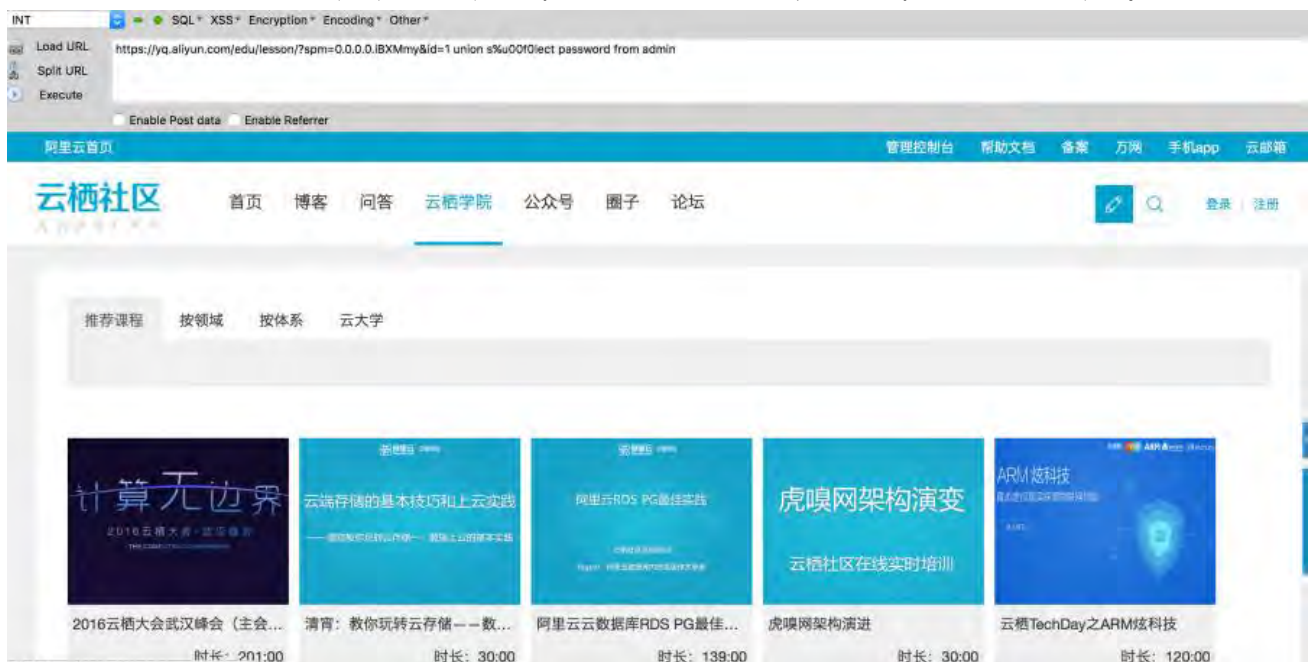 INT SQL▾ XSS▾ Encryption▾ Encoding▾ Other▾
Load URL https://yq.aliyun.com/edu/lesson/?spm=0.0.0.0.iBXMmy&id=1 union s%u00f0lect password from admin
Split URL
Execute
Enable Post data Enable Referrer
阿里云首页 管理控制台 帮助文档 备案 万网 手机app 云邮箱
云栖社区 首页 博客 问答 云栖学院 公众号 圈子 论坛 登录 注册
推荐课程 按领域 按体系 云大学
计算无边界
2016云栖大会·武汉峰会
云端存储的基本技巧和上云实践
阿里云RDS PG最佳实践
虎嗅网架构演变
云栖社区在线实时培训
ARM炫科技
2016云栖大会武汉峰会（主会... 清宵：教你玩转云存储——数... 阿里云云数据库RDS PG最佳... 虎嗅网架构演进 云栖TechDay之ARM炫科技
时长：201:00 时长：30:00 时长：139:00 时长：30:00 时长：120:00